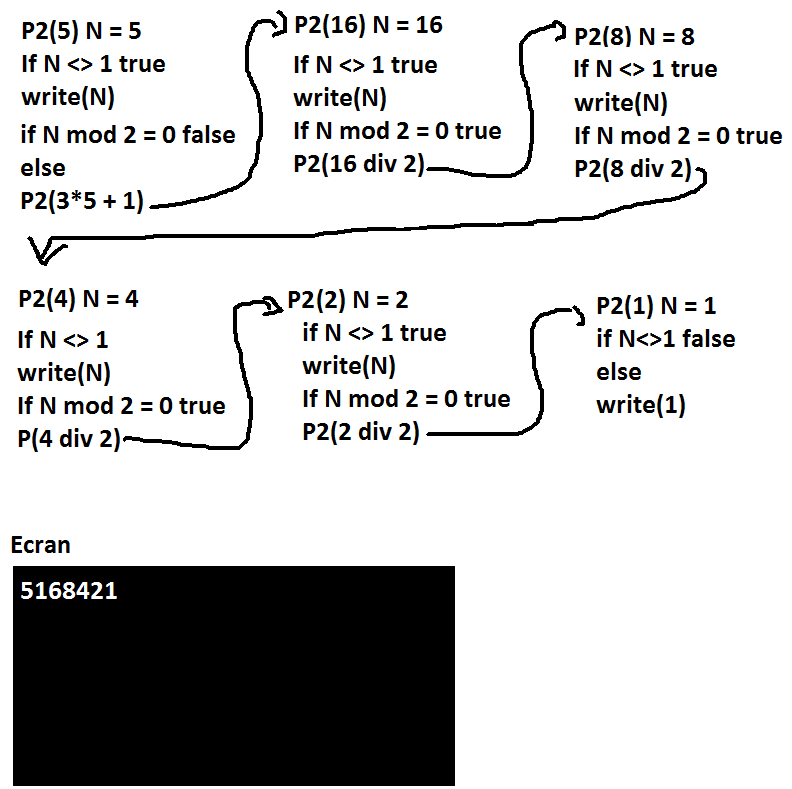 P2(5) N = 5
If N <> 1 true
write(N)
if N mod 2 = 0 false
else
P2(3*5 + 1)
P2(16) N = 16
If N <> 1 true
write(N)
If N mod 2 = 0 true
P2(16 div 2)
P2(8) N = 8
If N <> 1 true
write(N)
If N mod 2 = 0 true
P2(8 div 2)
P2(4) N = 4
If N <> 1
write(N)
If N mod 2 = 0 true
P(4 div 2)
P2(2) N = 2
if N <> 1 true
write(N)
If N mod 2 = 0 true
P2(2 div 2)
P2(1) N = 1
if N<>1 false
else
write(1)
Ecran
5168421